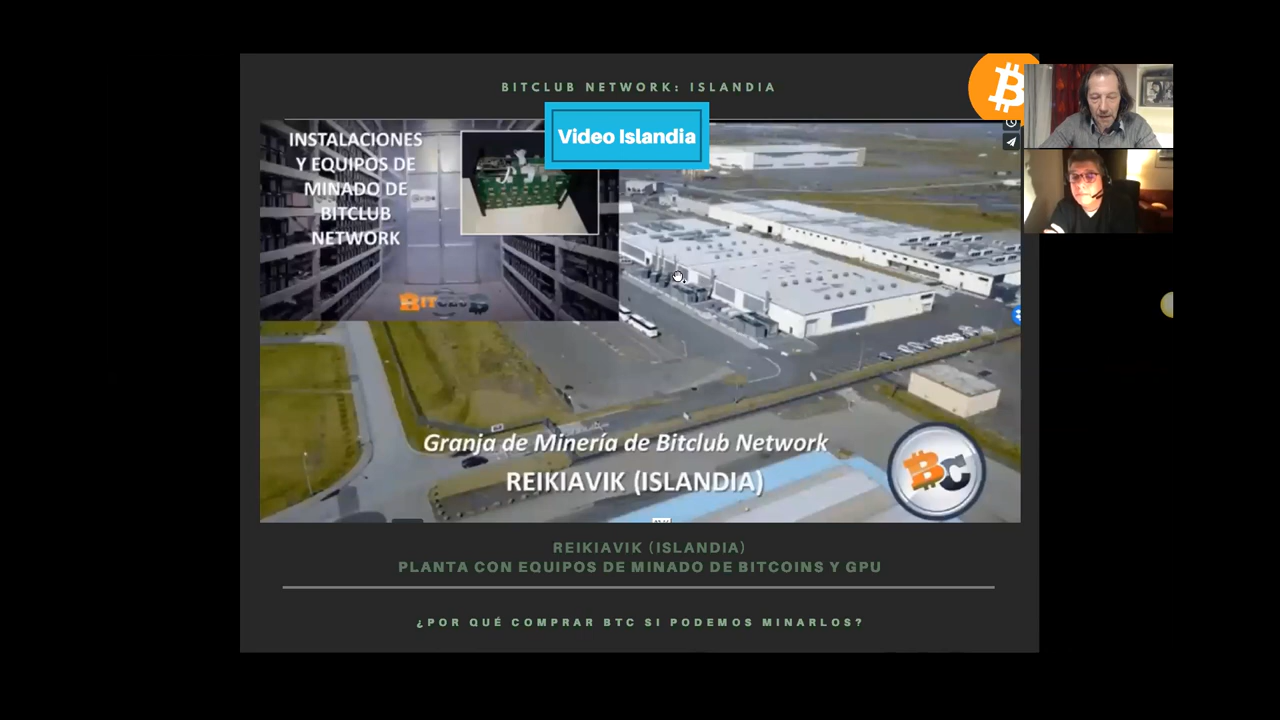 BITCLUB NETWORK: ISLANDIA
Video Islandia
INSTALACIONES
Y EQUIPOS DE
MINADO DE
BITCLUB
NETWORK
Granja de Minería de Bitclub Network
REIKIAVIK (ISLANDIA)
BC
REIKIAVIK (ISLANDIA)
PLANTA CON EQUIPOS DE MINADO DE BITCOINS Y GPU
¿POR QUÉ COMPRAR BTC SI PODEMOS MINARLOS?